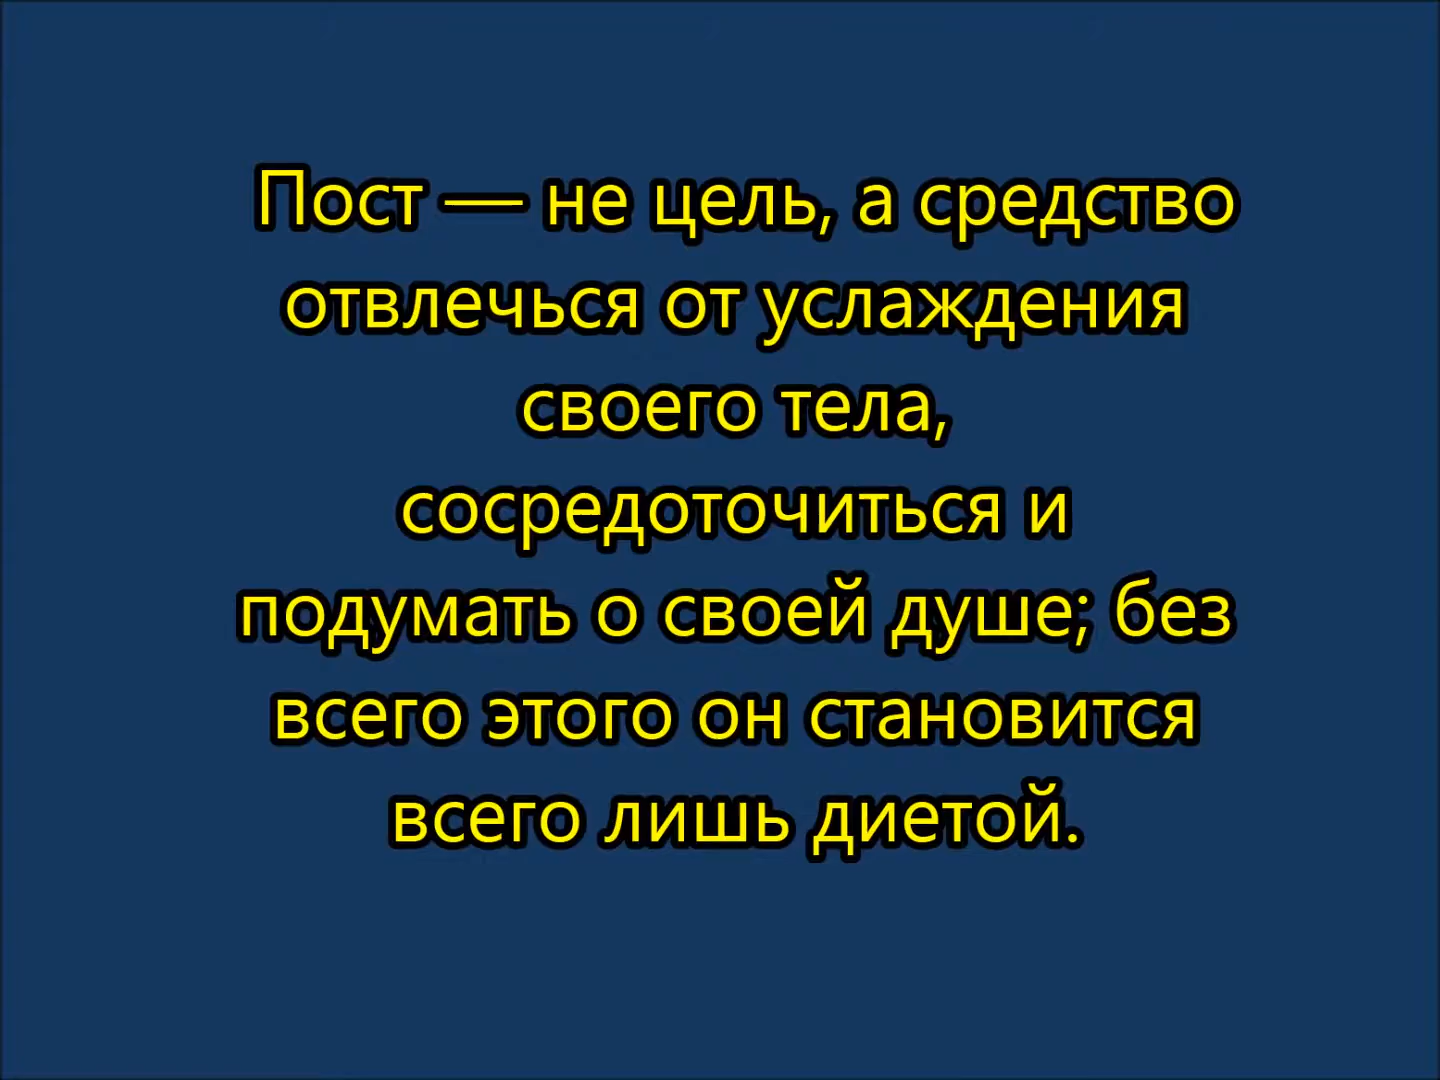 Пост — не цель, а средство
отвлечься от услаждения
своего тела,
сосредоточиться и
подумать о своей душе; без
всего этого он становится
всего лишь диетой.